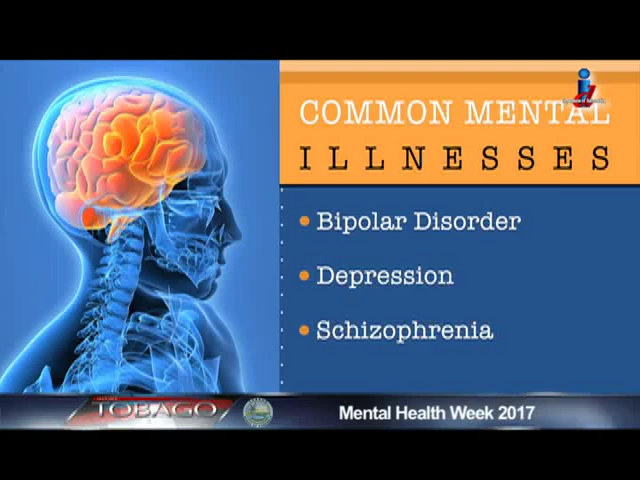 COMMON MENTAL
ILLNESSES
Bipolar Disorder
Depression
Schizophrenia
TOBAGO
Mental Health Week 2017